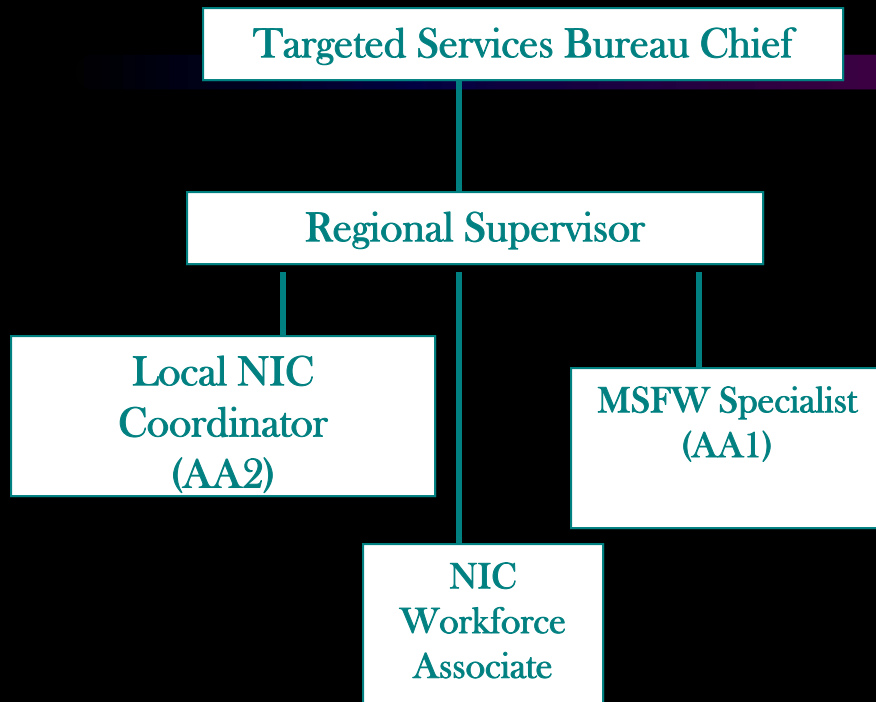 Targeted Services Bureau Chief
Regional Supervisor
Local NIC
Coordinator
(AA2)
MSFW Specialist
(AA1)
NIC
Workforce
Associate